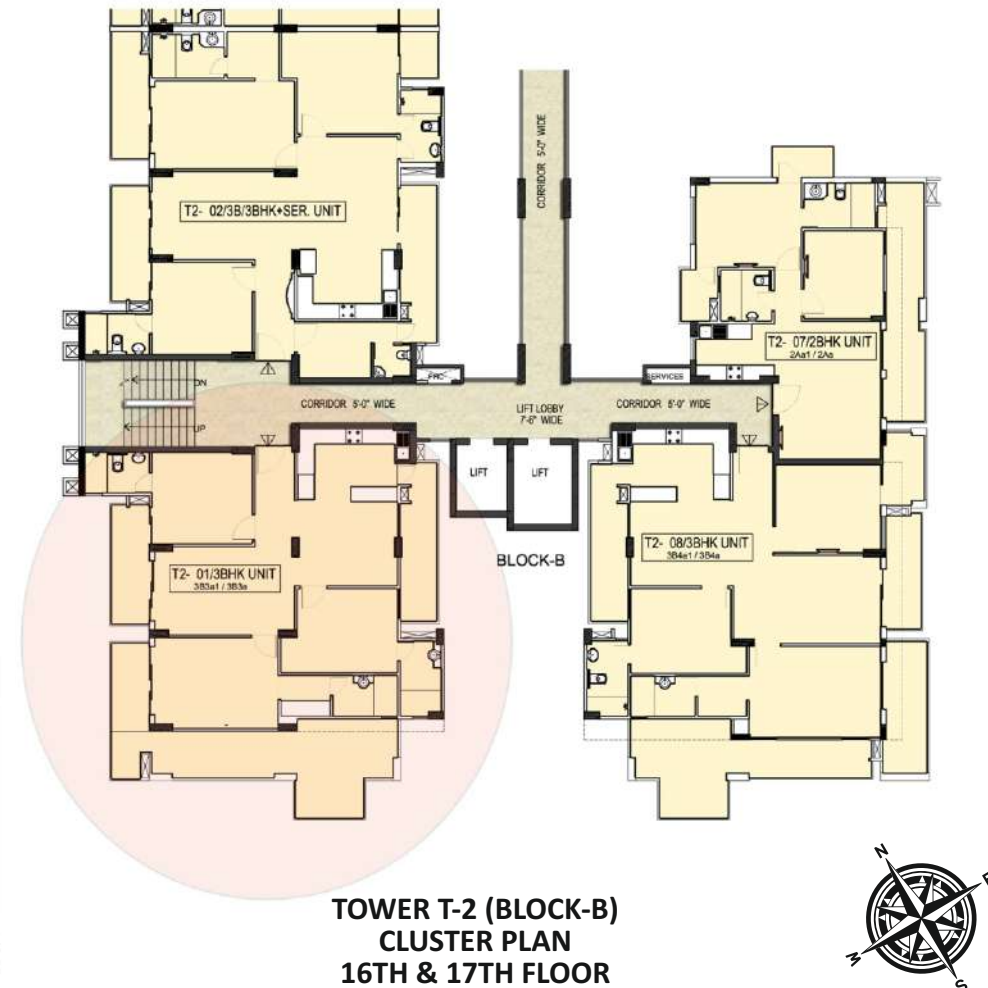 CORRIDOR 5'-0" WIDE
T2- 02/3B/3BHK+SER. UNIT
T2- 07/2BHK UNIT
2Aa1 / 2Aa
FRC
SERVICES
DN
CORRIDOR 5'-0" WIDE
LIFT LOBBY
7'-6" WIDE
CORRIDOR 5'-0" WIDE
UP
LIFT
LIFT
BLOCK-B
T2- 08/3BHK UNIT
3B4a1 / 3B4a
T2- 01/3BHK UNIT
3B3a1 / 3B3a
N
E
W
S
TOWER T-2 (BLOCK-B)
CLUSTER PLAN
16TH & 17TH FLOOR